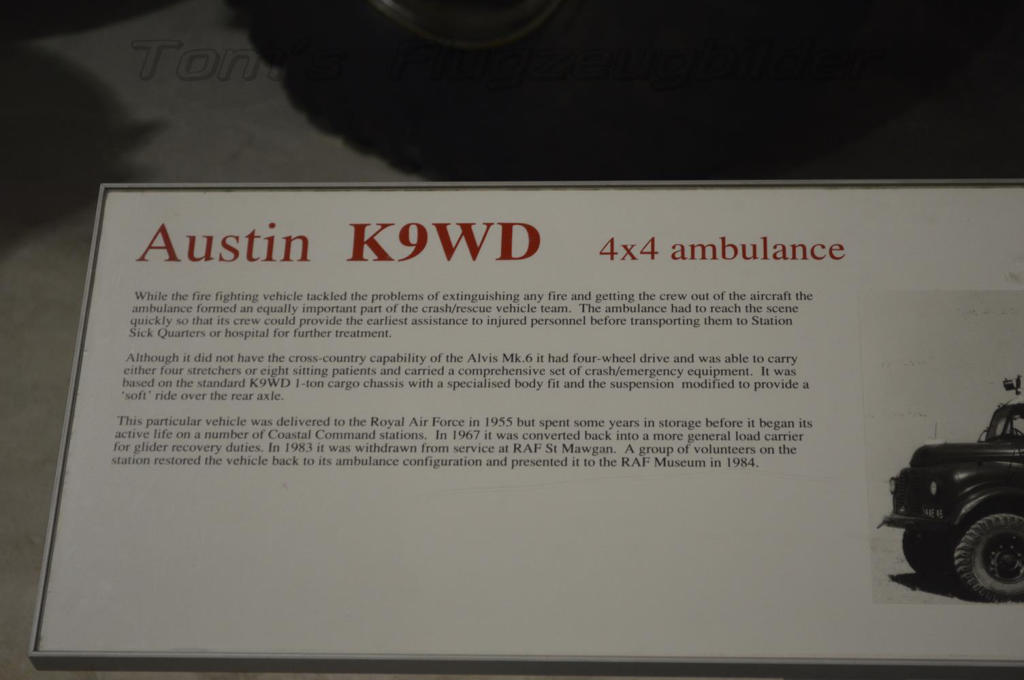 Tom's Flugzeugbilder
Austin K9WD 4x4 ambulance
While the fire fighting vehicle tackled the problems of extinguishing any fire and getting the crew out of the aircraft the
ambulance formed an equally important part of the crash/rescue vehicle team. The ambulance had to reach the scene
quickly so that its crew could provide the earliest assistance to injured personnel before transporting them to Station
Sick Quarters or hospital for further treatment.
Although it did not have the cross-country capability of the Alvis Mk.6 it had four-wheel drive and was able to carry
either four stretchers or eight sitting patients and carried a comprehensive set of crash/emergency equipment. It was
based on the standard K9WD 1-ton cargo chassis with a specialised body fit and the suspension modified to provide a
'soft' ride over the rear axle.
This particular vehicle was delivered to the Royal Air Force in 1955 but spent some years in storage before it began its
active life on a number of Coastal Command stations. In 1967 it was converted back into a more general load carrier
for glider recovery duties. In 1983 it was withdrawn from service at RAF St Mawgan. A group of volunteers on the
station restored the vehicle back to its ambulance configuration and presented it to the RAF Museum in 1984.